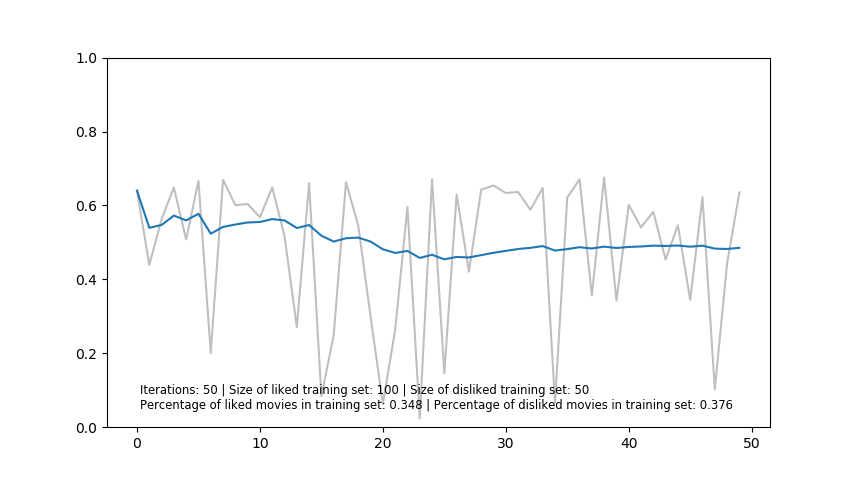 1.0
0.8
0.6
0.4
0.2
Iterations: 50 | Size of liked training set: 100 | Size of disliked training set: 50
Percentage of liked movies in training set: 0.348 | Percentage of disliked movies in training set: 0.376
0.0
0 10 20 30 40 50